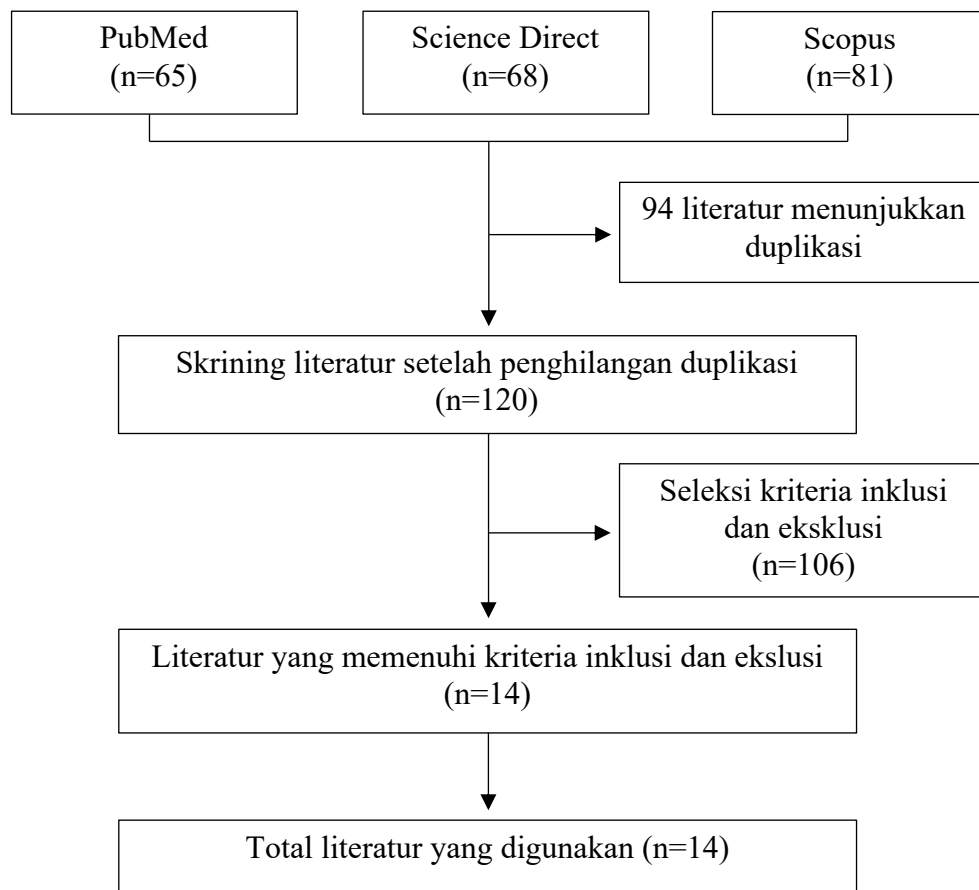 PubMed
(n=65)
Science Direct
(n=68)
Scopus
(n=81)
94 literatur menunjukkan
duplikasi
Skrining literatur setelah penghilangan duplikasi
(n=120)
Seleksi kriteria inklusi
dan eksklusi
(n=106)
Literatur yang memenuhi kriteria inklusi dan ekslusi
(n=14)
Total literatur yang digunakan (n=14)